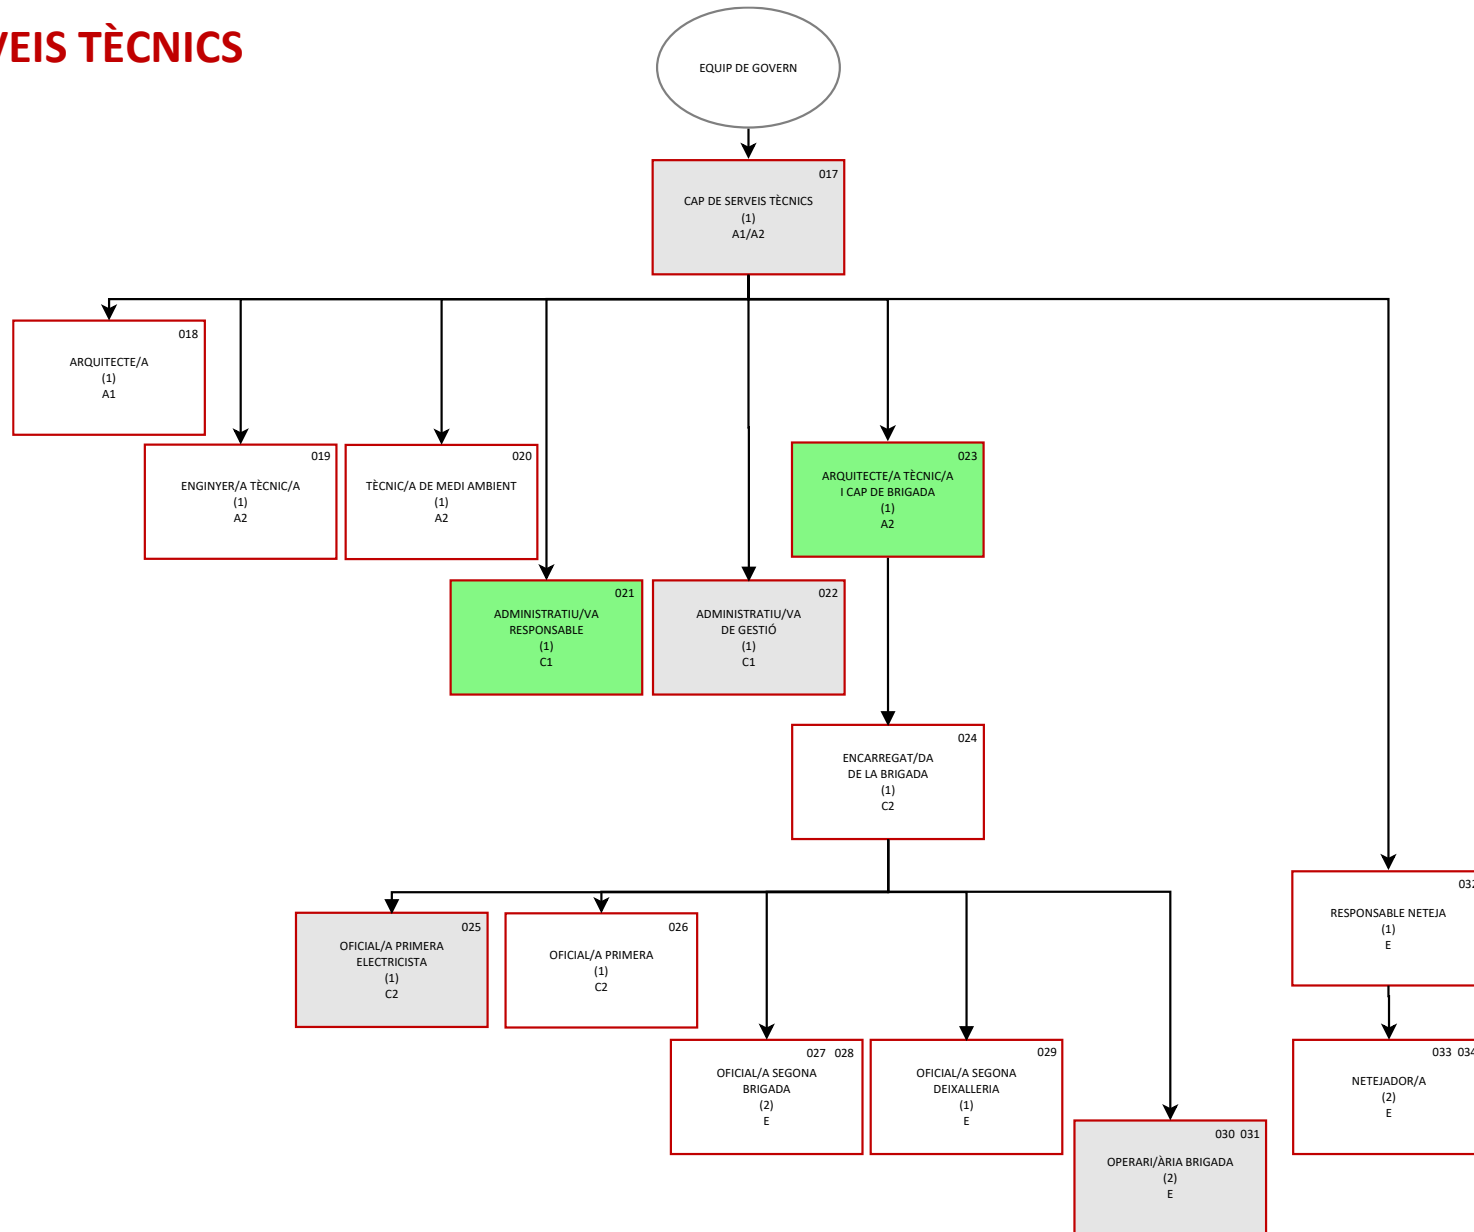 VEIS TÈCNICS
EQUIP DE GOVERN
017
CAP DE SERVEIS TÈCNICS
(1)
A1/A2
018
ARQUITECTE/A
(1)
A1
019
ENGINYER/A TÈCNIC/A
(1)
A2
020
TÈCNIC/A DE MEDI AMBIENT
(1)
A2
023
ARQUITECTE/A TÈCNIC/A
I CAP DE BRIGADA
(1)
A2
021
ADMINISTRATIU/VA
RESPONSABLE
(1)
C1
022
ADMINISTRATIU/VA
DE GESTIÓ
(1)
C1
024
ENCARREGAT/DA
DE LA BRIGADA
(1)
C2
032
RESPONSABLE NETEJA
(1)
E
025
OFICIAL/A PRIMERA
ELECTRICISTA
(1)
C2
026
OFICIAL/A PRIMERA
(1)
C2
027 028
OFICIAL/A SEGONA
BRIGADA
(2)
E
029
OFICIAL/A SEGONA
DEIXALLERIA
(1)
E
033 034
NETEJADOR/A
(2)
E
030 031
OPERARI/ÀRIA BRIGADA
(2)
E